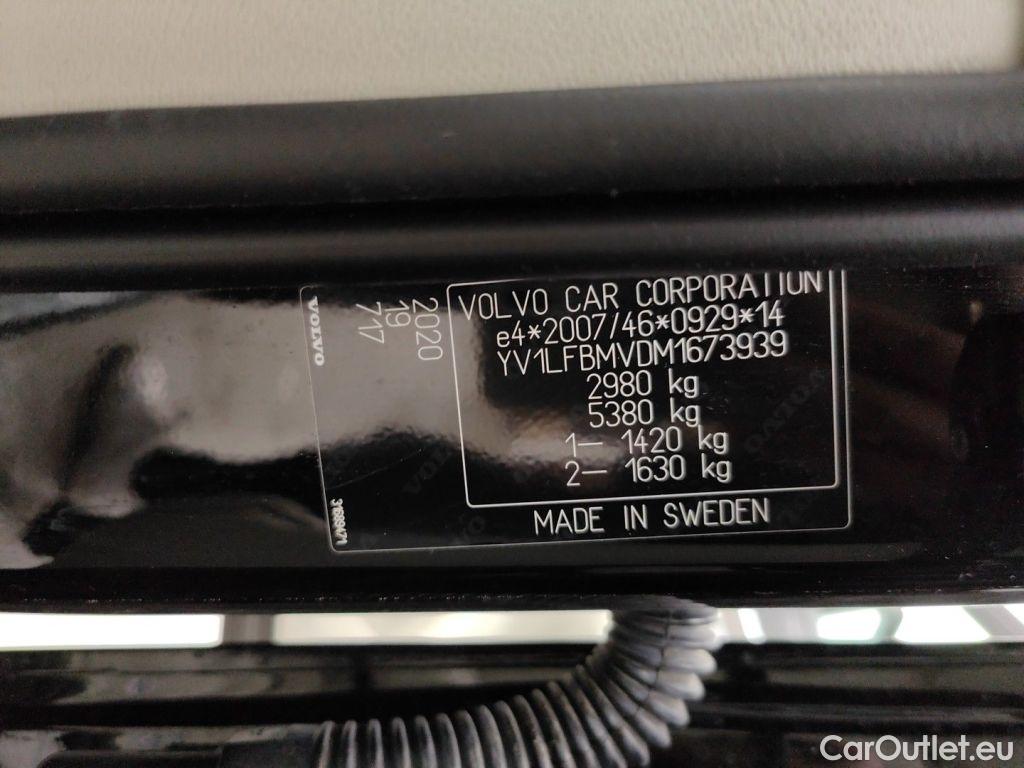 VOLVO CAR CORPORATION
e4*2007/46*0929*14
YV1LFBMVDM1673939
2980 kg
5380 kg
1– 1420 kg
2– 1630 kg
MADE IN SWEDEN
VOLVO
2020
19
717
CarOutlet.eu